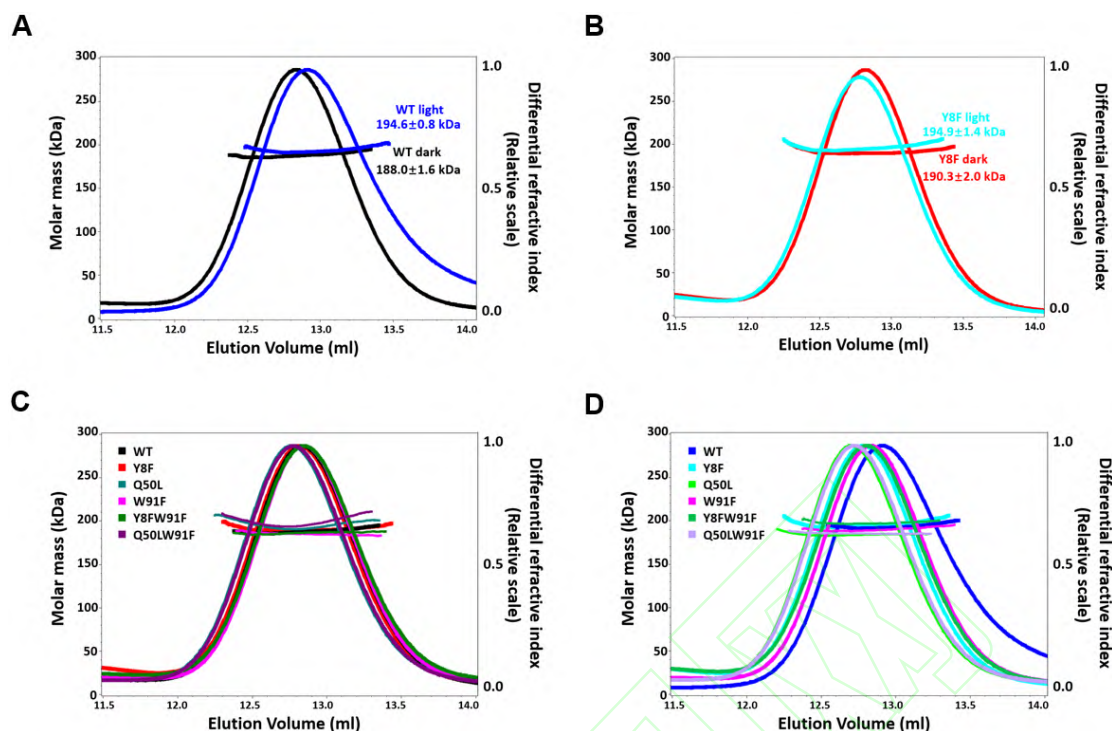 A
Molar mass (kDa)
300
250
200
150
100
50
0
WT light
194.6±0.8 kDa
WT dark
188.0±1.6 kDa
1.0
0.5
0.0
Differential refractive index
(Relative scale)
11.5 12.0 12.5 13.0 13.5 14.0
Elution Volume (ml)
B
Molar mass (kDa)
300
250
200
150
100
50
0
Y8F light
194.9±1.4 kDa
Y8F dark
190.3±2.0 kDa
1.0
0.5
0.0
Differential refractive index
(Relative scale)
11.5 12.0 12.5 13.0 13.5 14.0
Elution Volume (ml)
C
Molar mass (kDa)
300
250
200
150
100
50
0
WT
Y8F
Q50L
W91F
Y8FW91F
Q50LW91F
1.0
0.5
0.0
Differential refractive index
(Relative scale)
11.5 12.0 12.5 13.0 13.5 14.0
Elution Volume (ml)
D
Molar mass (kDa)
300
250
200
150
100
50
0
WT
Y8F
Q50L
W91F
Y8FW91F
Q50LW91F
1.0
0.5
0.0
Differential refractive index
(Relative scale)
11.5 12.0 12.5 13.0 13.5 14.0
Elution Volume (ml)